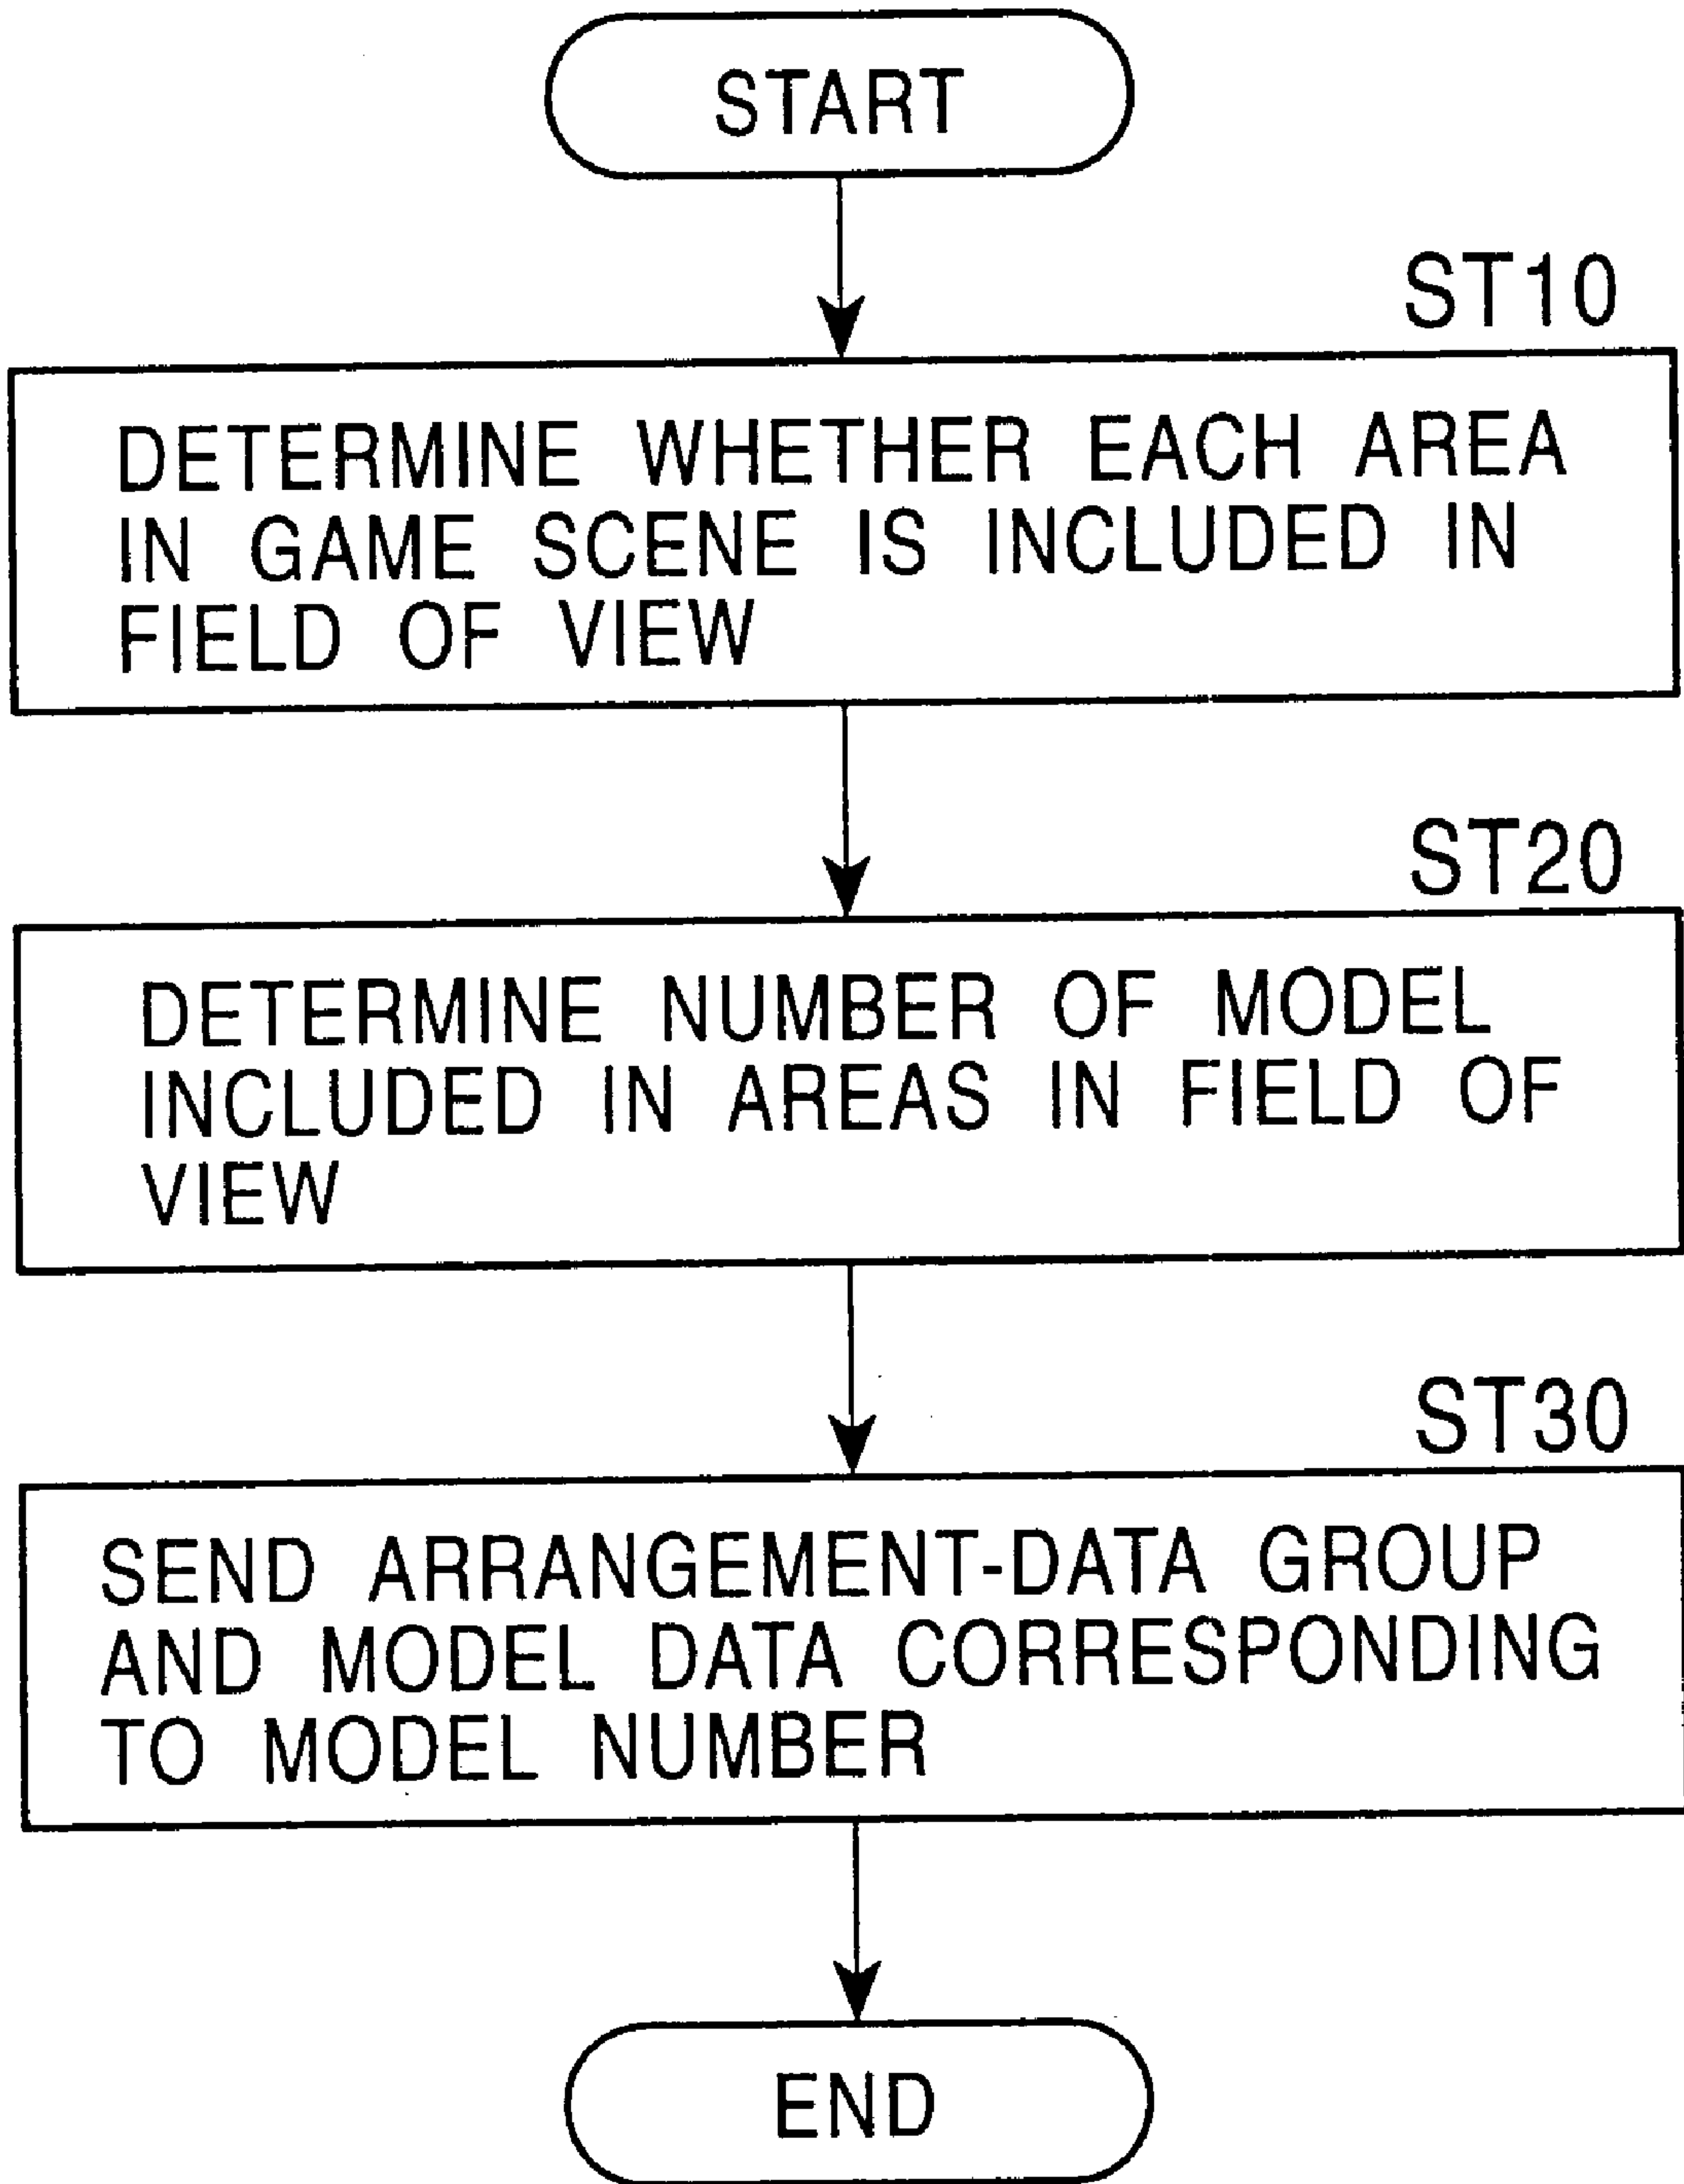 START
ST10
DETERMINE WHETHER EACH AREA
IN GAME SCENE IS INCLUDED IN
FIELD OF VIEW
ST20
DETERMINE NUMBER OF MODEL
INCLUDED IN AREAS IN FIELD OF
VIEW
ST30
SEND ARRANGEMENT-DATA GROUP
AND MODEL DATA CORRESPONDING
TO MODEL NUMBER
END